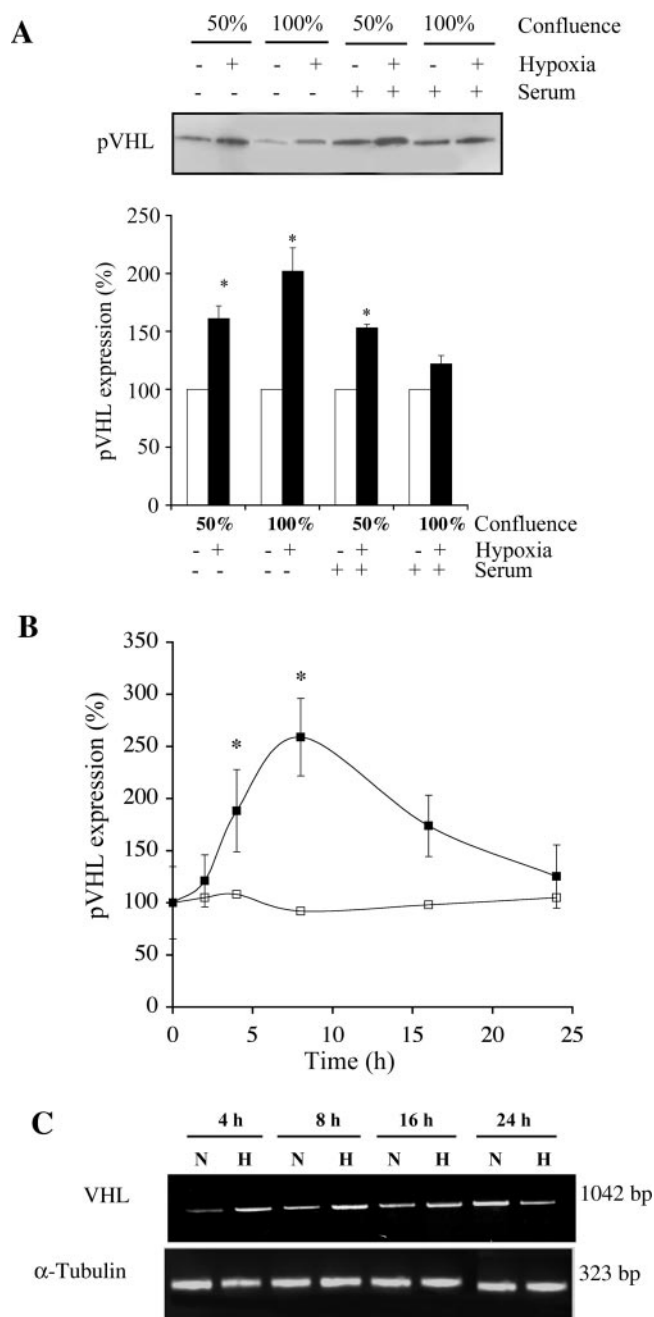 A
50% 100% 50% 100% Confluence
- + - + - + - + Hypoxia
- - - - + + + + Serum
pVHL
pVHL expression (%)
250
200
150
100
50
0
*
*
*
50% 100% 50% 100% Confluence
- + - + - + - + Hypoxia
- - - - + + + + Serum
B
pVHL expression (%)
350
300
250
200
150
100
50
0
*
*
0 5 10 15 20 25
Time (h)
C
4 h 8 h 16 h 24 h
N H N H N H N H
VHL 1042 bp
α-Tubulin 323 bp